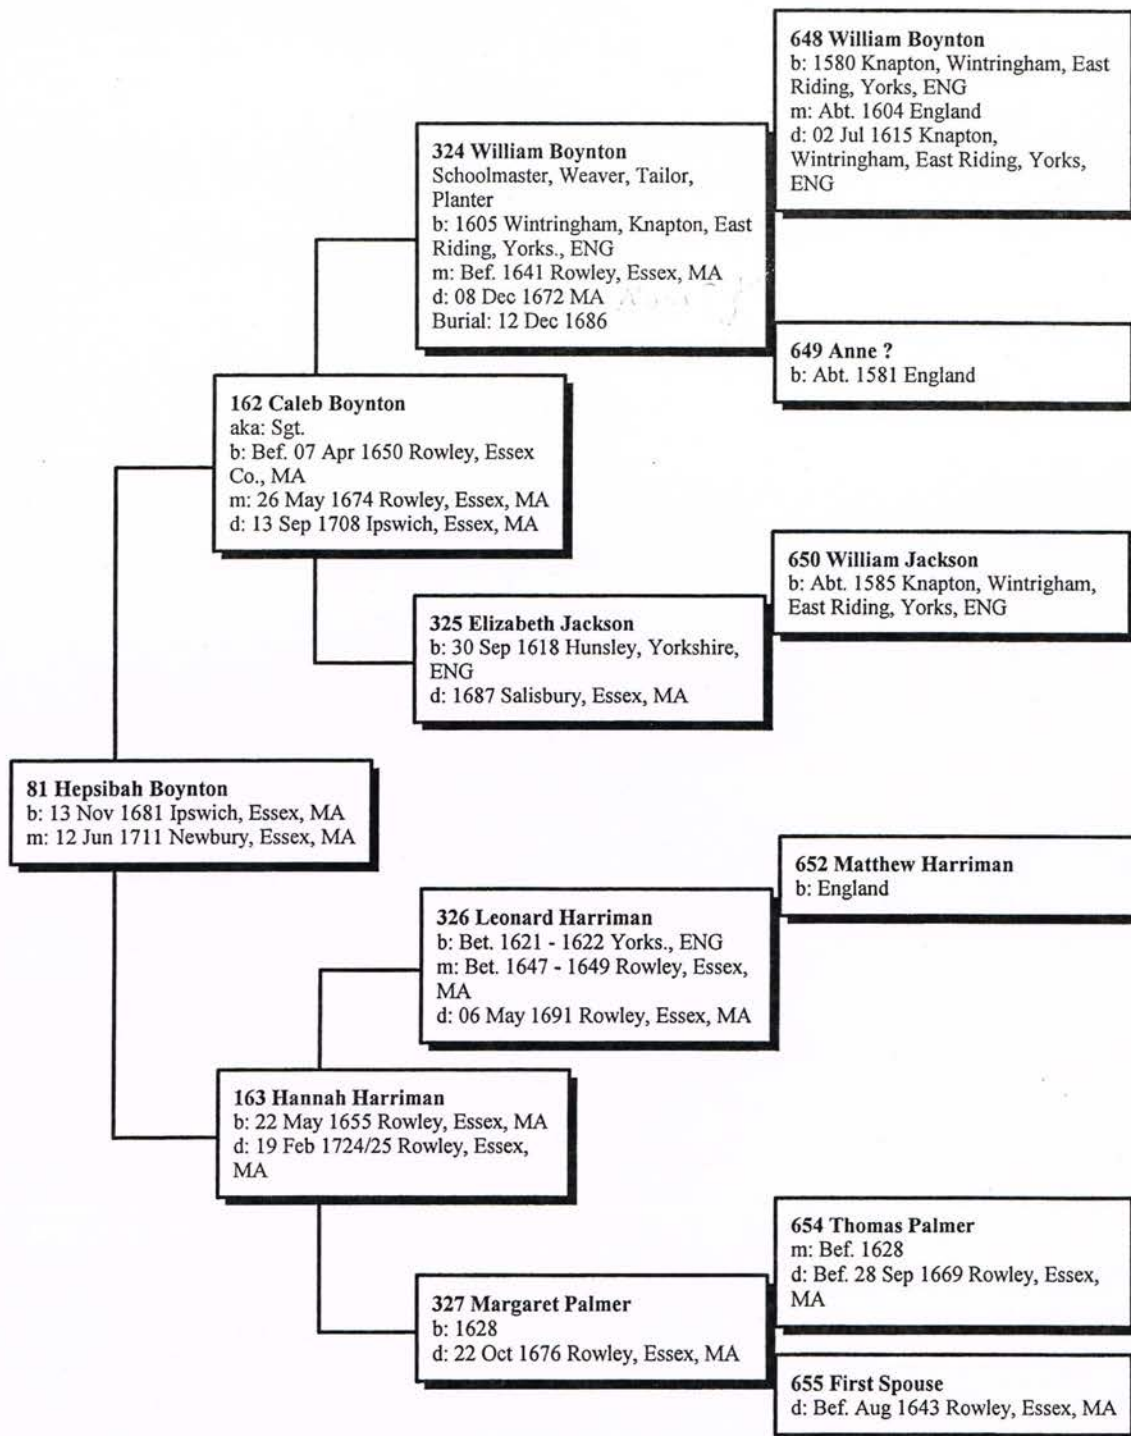 648 William Boynton
b: 1580 Knapton, Wintringham, East
Riding, Yorks, ENG
m: Abt. 1604 England
d: 02 Jul 1615 Knapton,
Wintringham, East Riding, Yorks,
ENG
324 William Boynton
Schoolmaster, Weaver, Tailor,
Planter
b: 1605 Wintringham, Knapton, East
Riding, Yorks., ENG
m: Bef. 1641 Rowley, Essex, MA
d: 08 Dec 1672 MA
Burial: 12 Dec 1686
649 Anne ?
b: Abt. 1581 England
162 Caleb Boynton
aka: Sgt.
b: Bef. 07 Apr 1650 Rowley, Essex
Co., MA
m: 26 May 1674 Rowley, Essex, MA
d: 13 Sep 1708 Ipswich, Essex, MA
650 William Jackson
b: Abt. 1585 Knapton, Wintrigham,
East Riding, Yorks, ENG
325 Elizabeth Jackson
b: 30 Sep 1618 Hunsley, Yorkshire,
ENG
d: 1687 Salisbury, Essex, MA
81 Hepsibah Boynton
b: 13 Nov 1681 Ipswich, Essex, MA
m: 12 Jun 1711 Newbury, Essex, MA
652 Matthew Harriman
b: England
326 Leonard Harriman
b: Bet. 1621 - 1622 Yorks., ENG
m: Bet. 1647 - 1649 Rowley, Essex,
MA
d: 06 May 1691 Rowley, Essex, MA
163 Hannah Harriman
b: 22 May 1655 Rowley, Essex, MA
d: 19 Feb 1724/25 Rowley, Essex,
MA
654 Thomas Palmer
m: Bef. 1628
d: Bef. 28 Sep 1669 Rowley, Essex,
MA
327 Margaret Palmer
b: 1628
d: 22 Oct 1676 Rowley, Essex, MA
655 First Spouse
d: Bef. Aug 1643 Rowley, Essex, MA